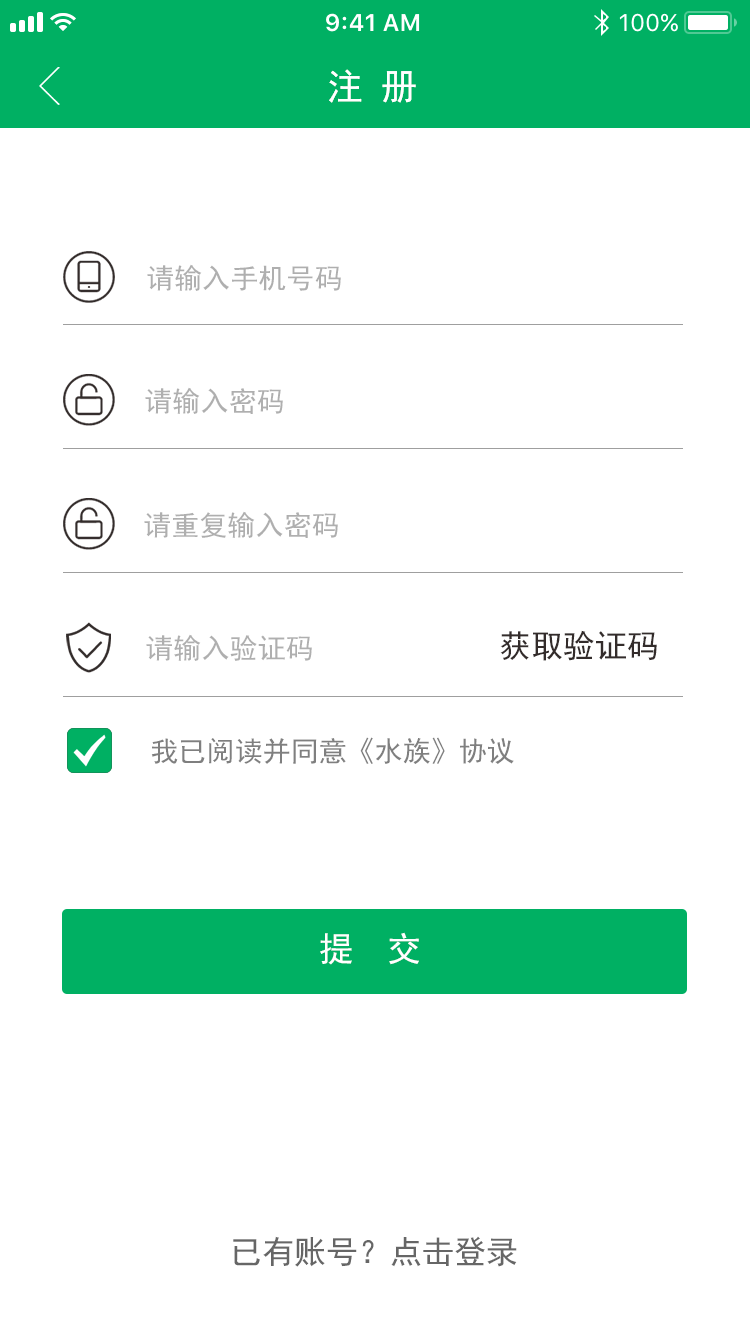 9:41 AM 100%
注 册
请输入手机号码
请输入密码
请重复输入密码
请输入验证码 获取验证码
我已阅读并同意《水族》协议
提 交
已有账号？点击登录